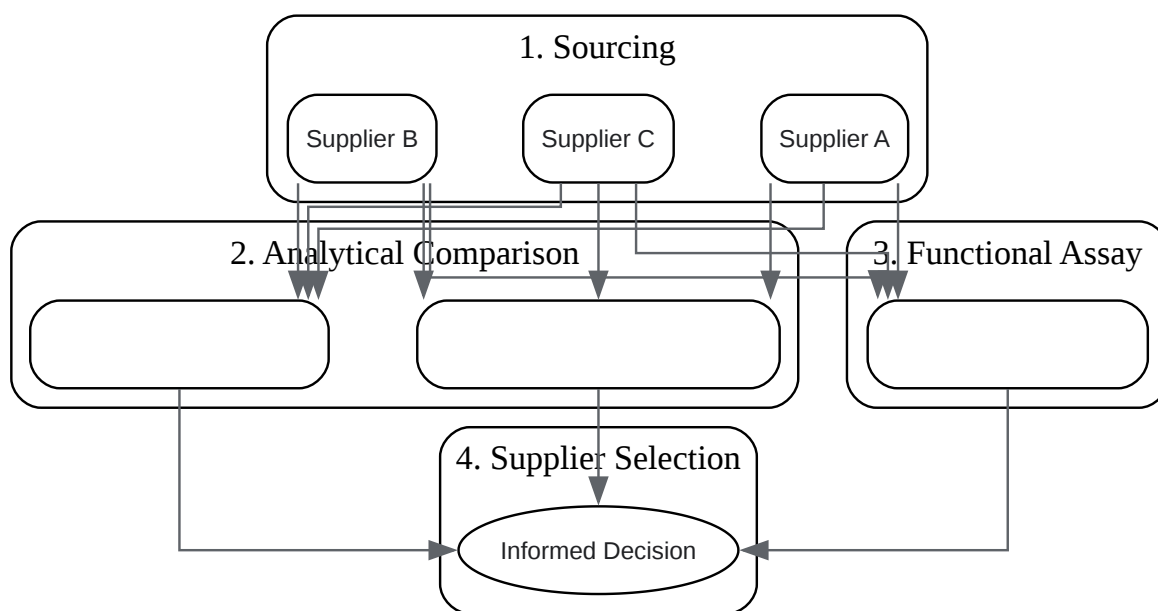 1. Sourcing
Supplier B
Supplier C
Supplier A
2. Analytical Comparison
3. Functional Assay
4. Supplier Selection
Informed Decision